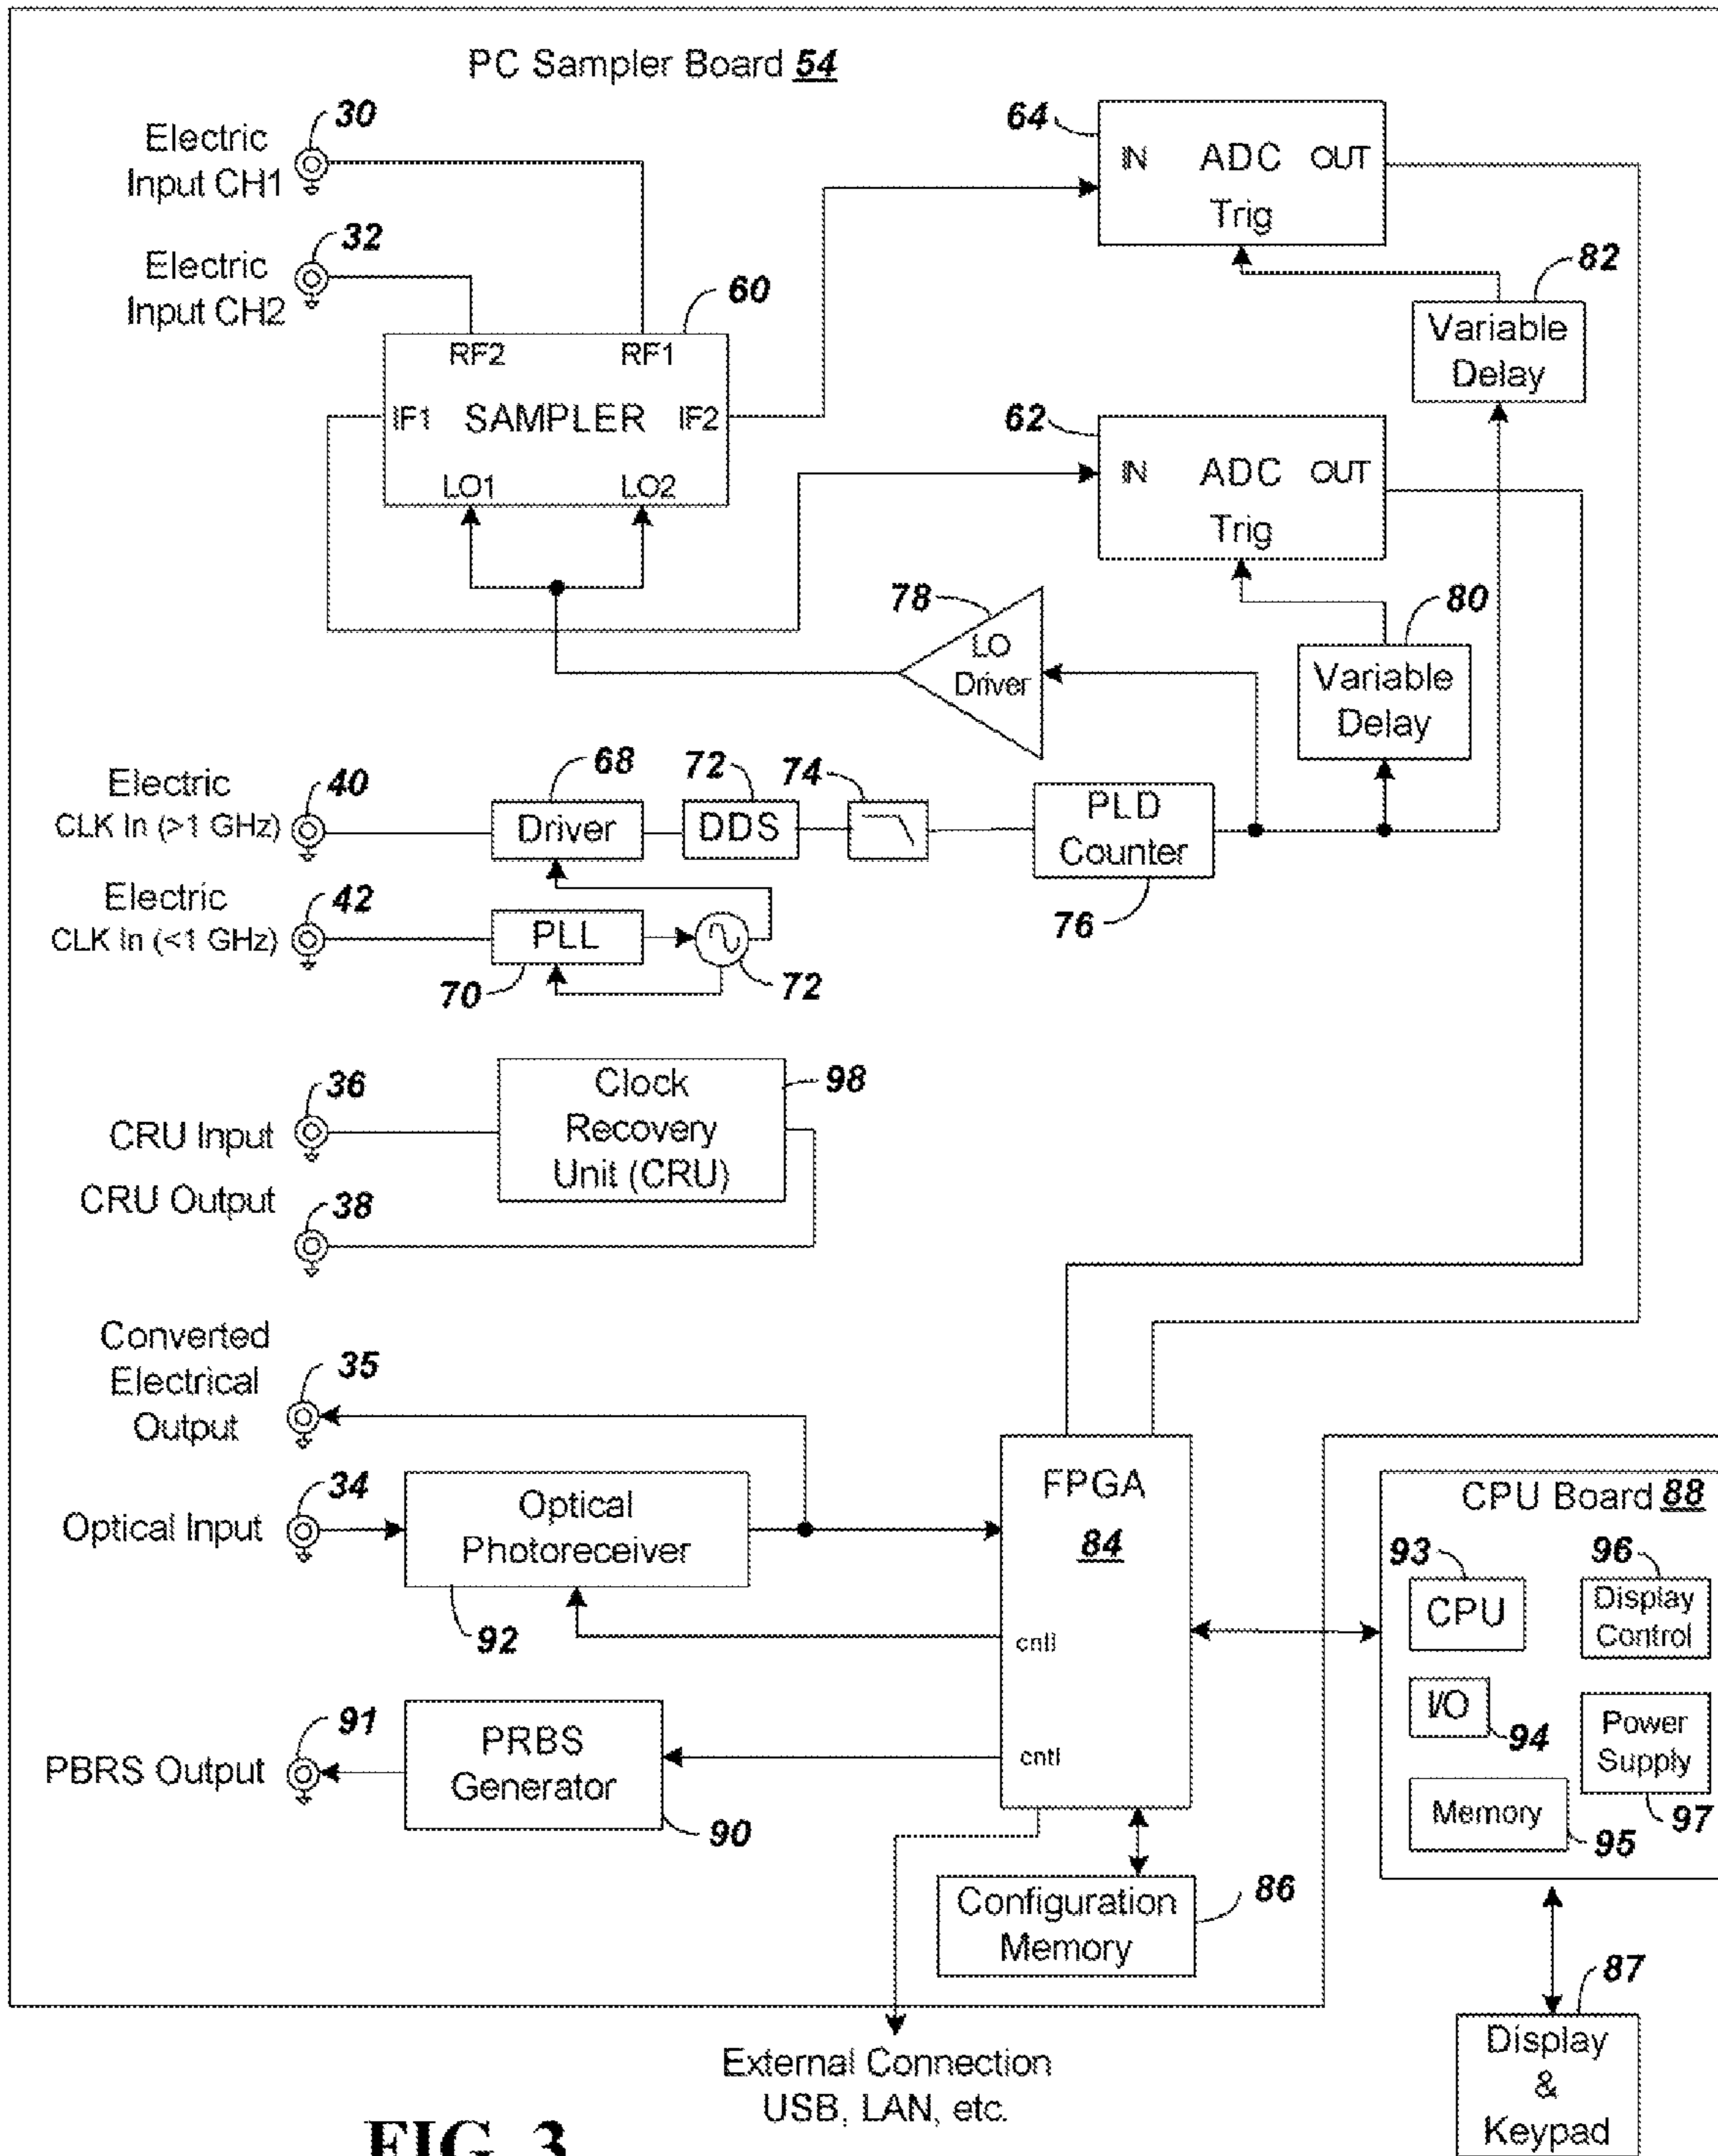 PC Sampler Board 54
30
Electric
Input CH1
32
Electric
Input CH2
60
RF2
RF1
IF1
SAMPLER
IF2
LO1
LO2
64
IN
ADC
OUT
Trig
82
Variable
Delay
62
IN
ADC
OUT
Trig
80
Variable
Delay
78
LO
Driver
Electric
CLK In (>1 GHz)
40
68
Driver
72
DDS
74
PLD
Counter
76
Electric
CLK In (<1 GHz)
42
PLL
70
72
36
CRU Input
Clock
Recovery
Unit (CRU)
98
CRU Output
38
Converted
Electrical
Output
35
34
Optical Input
Optical
Photoreceiver
92
FPGA
84
cntl
cntl
91
PBRS Output
PRBS
Generator
90
Configuration
Memory
86
CPU Board 88
93
CPU
96
Display
Control
I/O
94
Power
Supply
97
Memory
95
87
Display
&
Keypad
External Connection
USB, LAN, etc.
FIG. 3